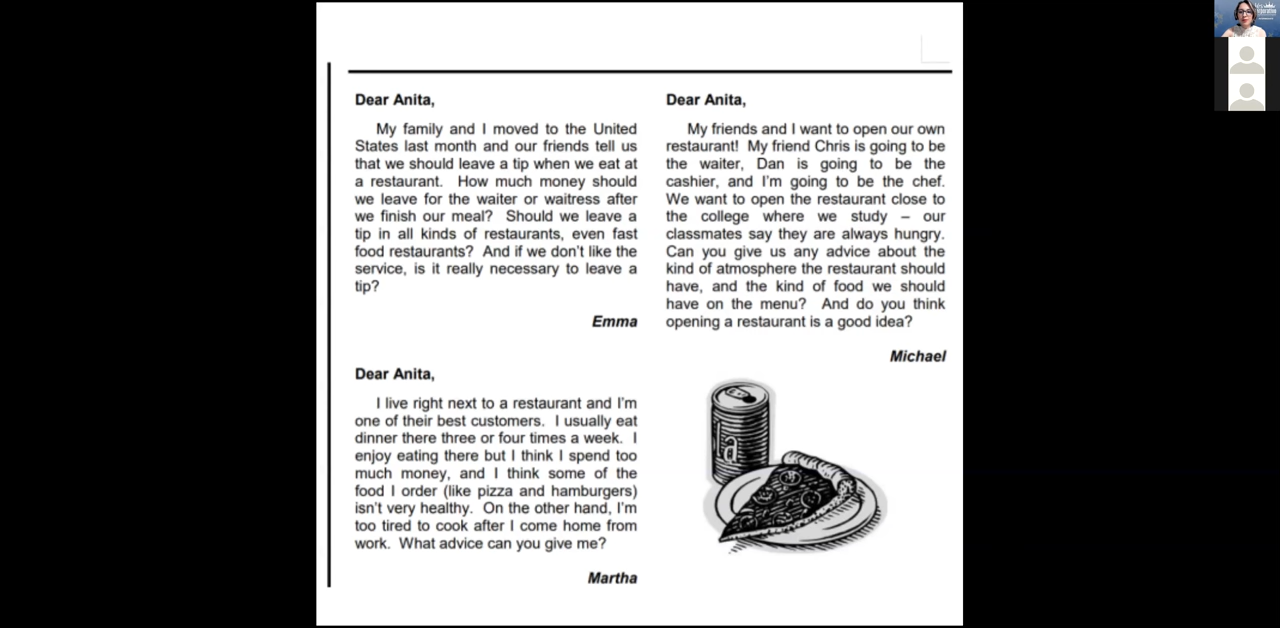 Dear Anita,
My family and I moved to the United
States last month and our friends tell us
that we should leave a tip when we eat at
a restaurant. How much money should
we leave for the waiter or waitress after
we finish our meal? Should we leave a
tip in all kinds of restaurants, even fast
food restaurants? And if we don't like the
service, is it really necessary to leave a
tip?
Emma
Dear Anita,
I live right next to a restaurant and I'm
one of their best customers. I usually eat
dinner there three or four times a week. I
enjoy eating there but I think I spend too
much money, and I think some of the
food I order (like pizza and hamburgers)
isn't very healthy. On the other hand, I'm
too tired to cook after I come home from
work. What advice can you give me?
Martha
Dear Anita,
My friends and I want to open our own
restaurant! My friend Chris is going to be
the waiter, Dan is going to be the
cashier, and I'm going to be the chef.
We want to open the restaurant close to
the college where we study – our
classmates say they are always hungry.
Can you give us any advice about the
kind of atmosphere the restaurant should
have, and the kind of food we should
have on the menu? And do you think
opening a restaurant is a good idea?
Michael
la